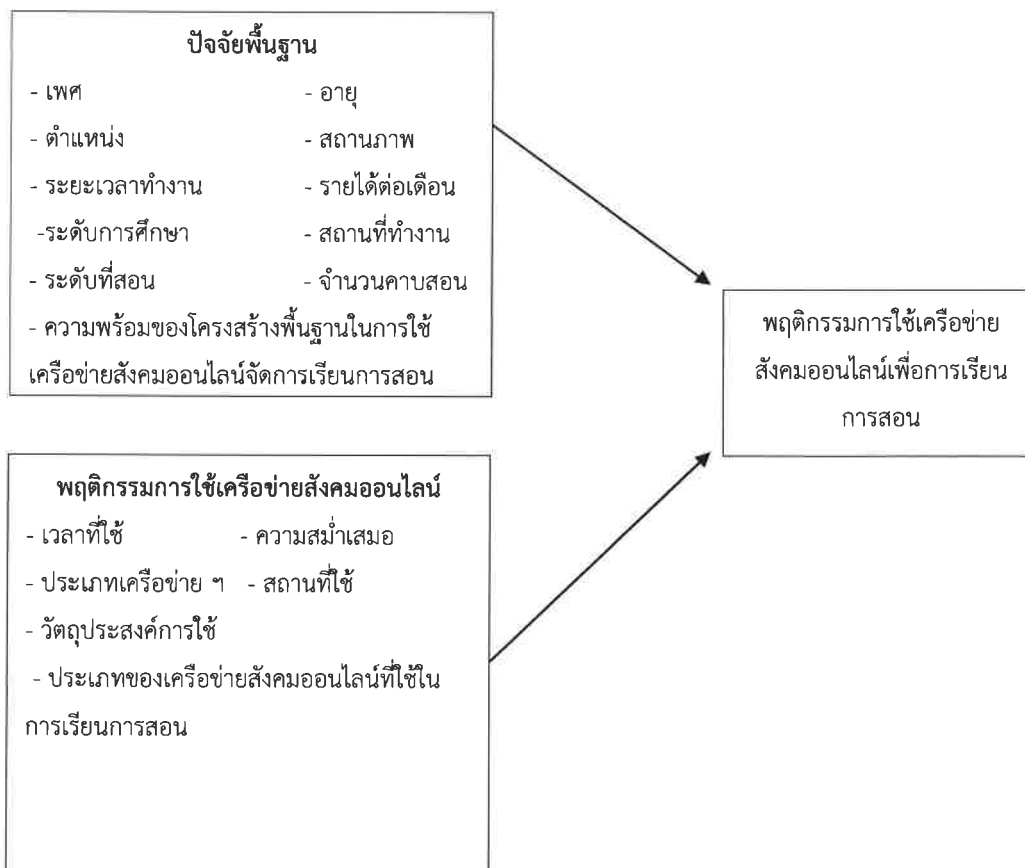 ปัจจัยพื้นฐาน
- เพศ - อายุ
- ตำแหน่ง - สถานภาพ
- ระยะเวลาทำงาน - รายได้ต่อเดือน
-ระดับการศึกษา - สถานที่ทำงาน
- ระดับที่สอน - จำนวนคาบสอน
- ความพร้อมของโครงสร้างพื้นฐานในการใช้
เครือข่ายสังคมออนไลน์จัดการเรียนการสอน
พฤติกรรมการใช้เครือข่าย
สังคมออนไลน์เพื่อการเรียน
การสอน
พฤติกรรมการใช้เครือข่ายสังคมออนไลน์
- เวลาที่ใช้ - ความสม่ำเสมอ
- ประเภทเครือข่าย ฯ - สถานที่ใช้
- วัตถุประสงค์การใช้
- ประเภทของเครือข่ายสังคมออนไลน์ที่ใช้ใน
การเรียนการสอน